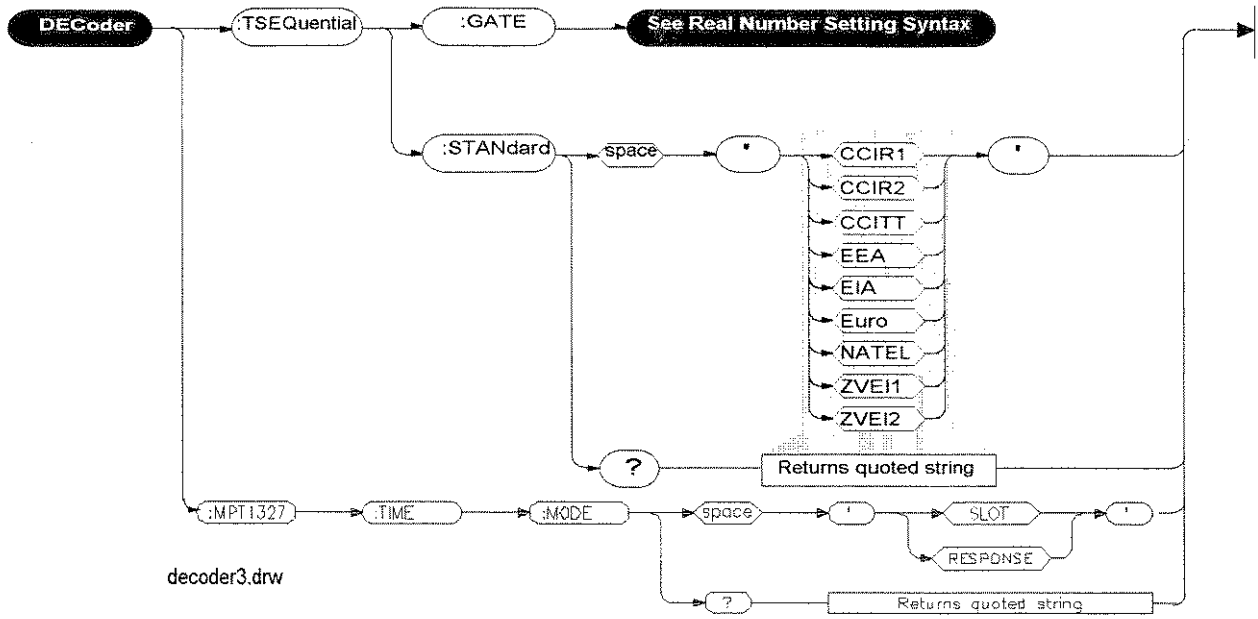 DECoder :TSEQuential :GATE See Real Number Setting Syntax
:STANdard space ' CCIR1 '
CCIR2
CCITT
EEA
EIA
Euro
NATEL
ZVEI1
ZVEI2
? Returns quoted string
:MPT1327 :TIME :MODE space ' SLOT '
RESPONSE
decoder3.drw
? Returns quoted string